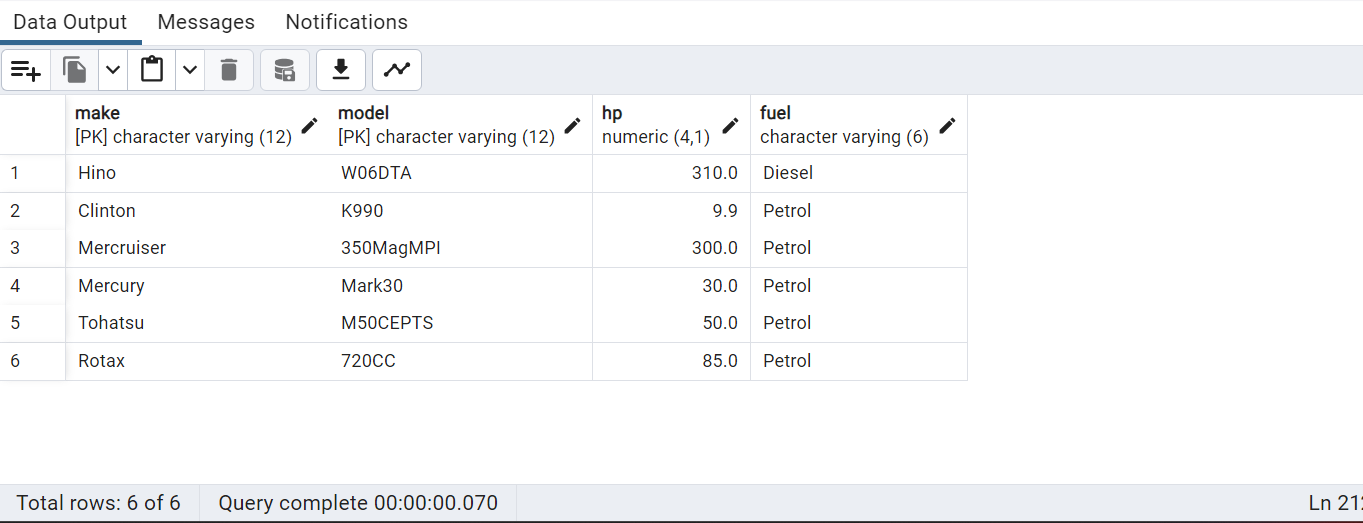 Data Output Messages Notifications
make model hp fuel
[PK] character varying (12) [PK] character varying (12) numeric (4,1) character varying (6)
1 Hino W06DTA 310.0 Diesel
2 Clinton K990 9.9 Petrol
3 Mercruiser 350MagMPI 300.0 Petrol
4 Mercury Mark30 30.0 Petrol
5 Tohatsu M50CEPTS 50.0 Petrol
6 Rotax 720CC 85.0 Petrol
Total rows: 6 of 6 Query complete 00:00:00.070 Ln